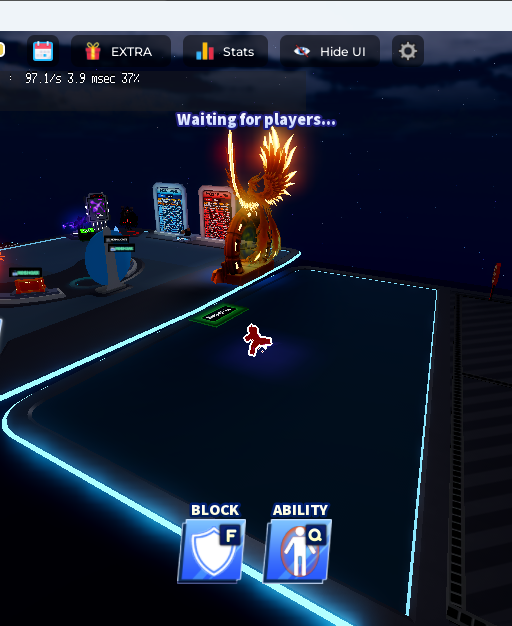 EXTRA
Stats
Hide UI
: 97.1/s 3.9 msec 37%
Waiting for players...
BLOCK
ABILITY
F
Q